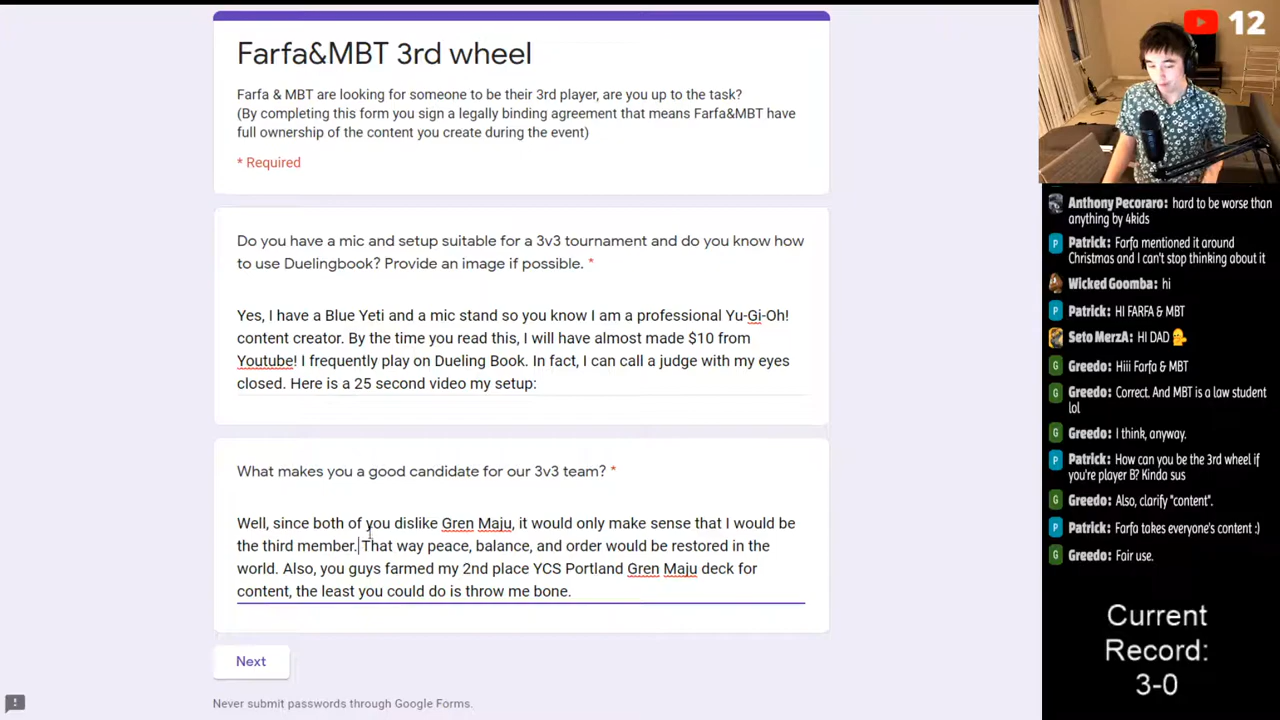 Farfa&MBT 3rd wheel
Farfa & MBT are looking for someone to be their 3rd player, are you up to the task?
(By completing this form you sign a legally binding agreement that means Farfa&MBT have
full ownership of the content you create during the event)
* Required
Do you have a mic and setup suitable for a 3v3 tournament and do you know how
to use Duelingbook? Provide an image if possible. *
Yes, I have a Blue Yeti and a mic stand so you know I am a professional Yu-Gi-Oh!
content creator. By the time you read this, I will have almost made $10 from
Youtube! I frequently play on Dueling Book. In fact, I can call a judge with my eyes
closed. Here is a 25 second video my setup:
What makes you a good candidate for our 3v3 team? *
Well, since both of you dislike Gren Maju, it would only make sense that I would be
the third member. That way peace, balance, and order would be restored in the
world. Also, you guys farmed my 2nd place YCS Portland Gren Maju deck for
content, the least you could do is throw me bone.
Next
Never submit passwords through Google Forms.
12
Anthony Pecoraro: hard to be worse than
anything by 4kids
P Patrick: Farfa mentioned it around
Christmas and I can't stop thinking about it
Wicked Goomba: hi
P Patrick: HI FARFA & MBT
Seto MerzA: HI DAD
G Greedo: Hiii Farfa & MBT
G Greedo: Correct. And MBT is a law student
lol
G Greedo: I think, anyway.
P Patrick: How can you be the 3rd wheel if
you're player B? Kinda sus
G Greedo: Also, clarify "content".
P Patrick: Farfa takes everyone's content :)
G Greedo: Fair use.
Current
Record:
3-0